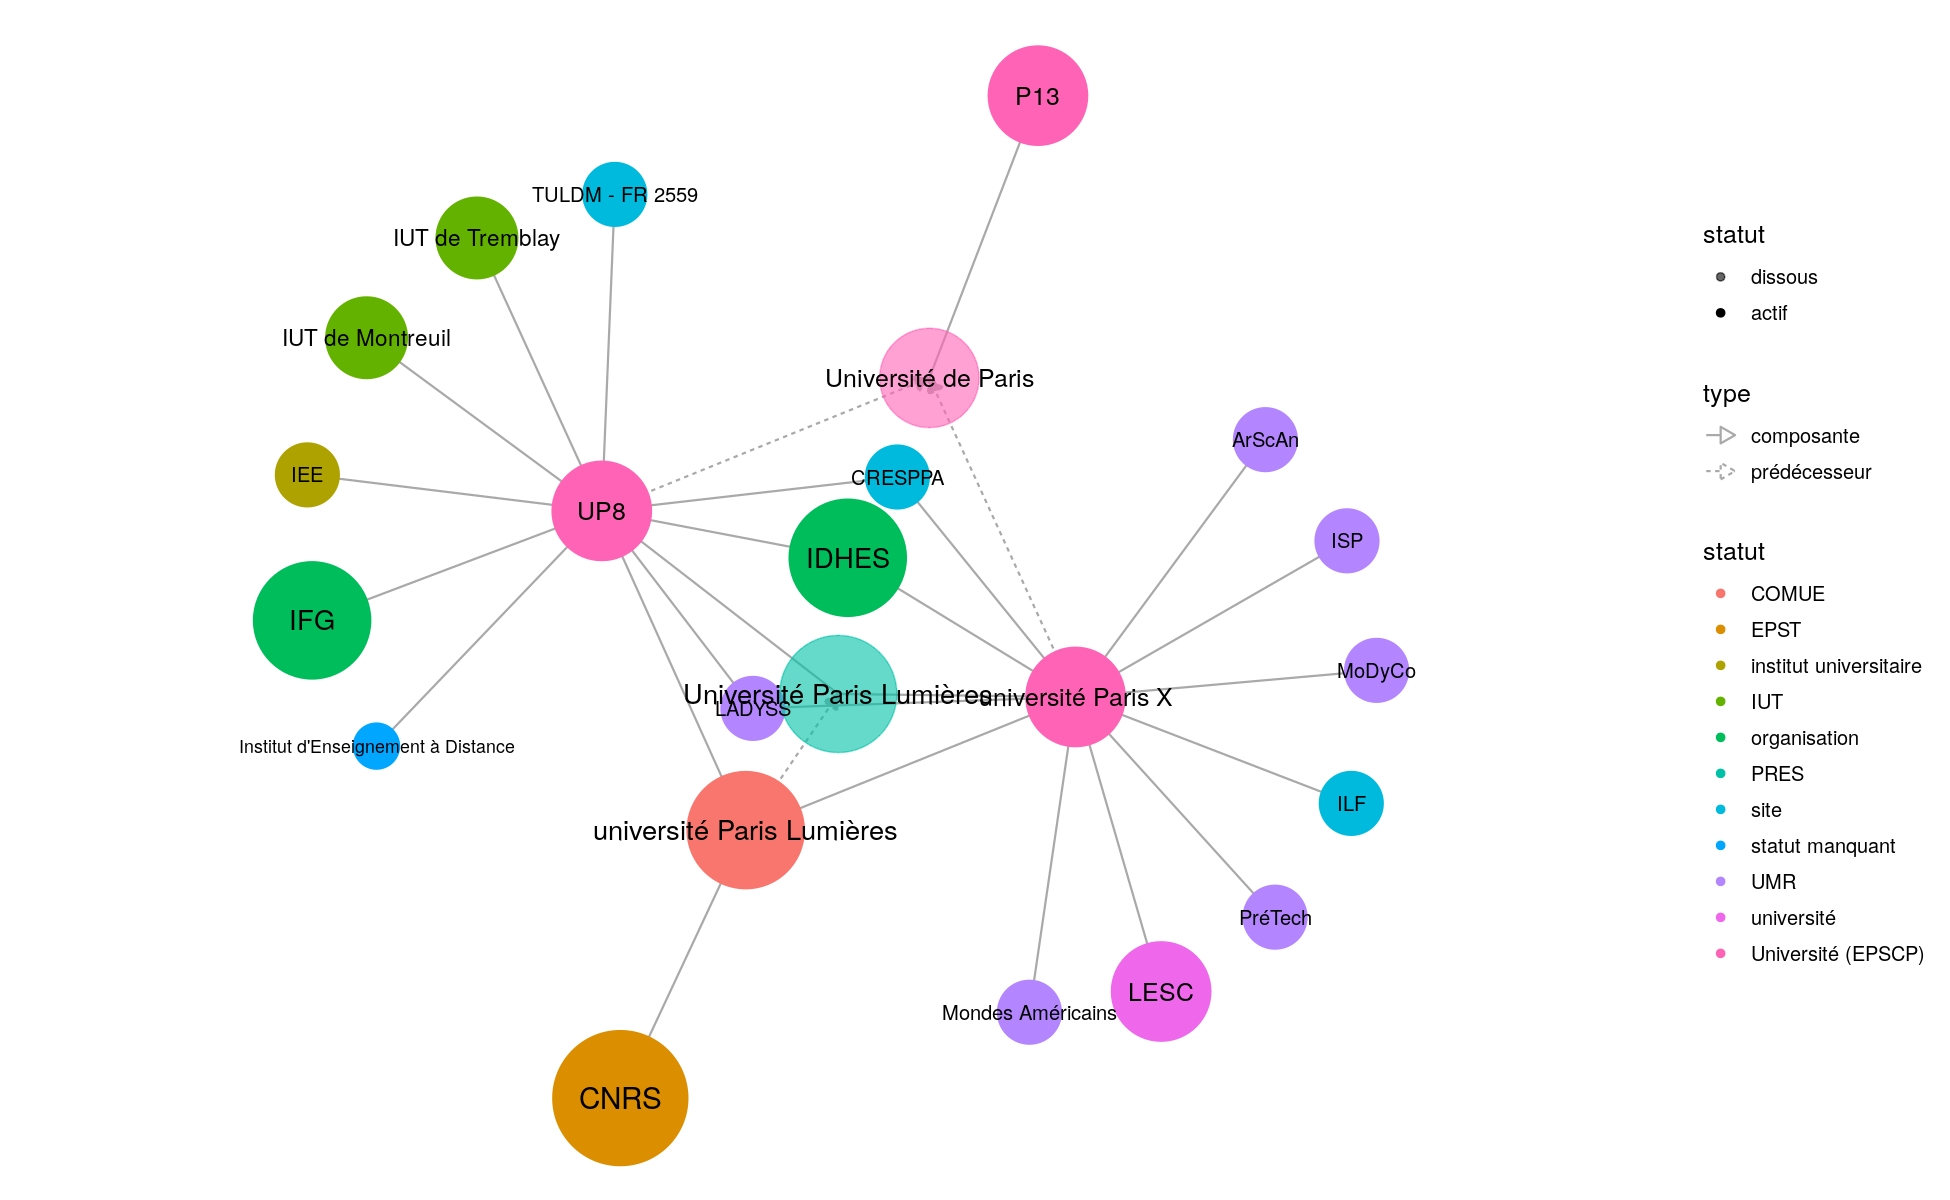 P13
TULDM - FR 2559
IUT de Tremblay
IUT de Montreuil
Université de Paris
ArScAn
IEE
CRESPPA
UP8
ISP
IDHES
IFG
MoDyCo
Université Paris Lumières
université Paris X
LADYSS
Institut d'Enseignement à Distance
ILF
université Paris Lumières
PréTech
LESC
Mondes Américains
CNRS
statut
dissous
actif
type
composante
prédécesseur
statut
COMUE
EPST
institut universitaire
IUT
organisation
PRES
site
statut manquant
UMR
université
Université (EPSCP)